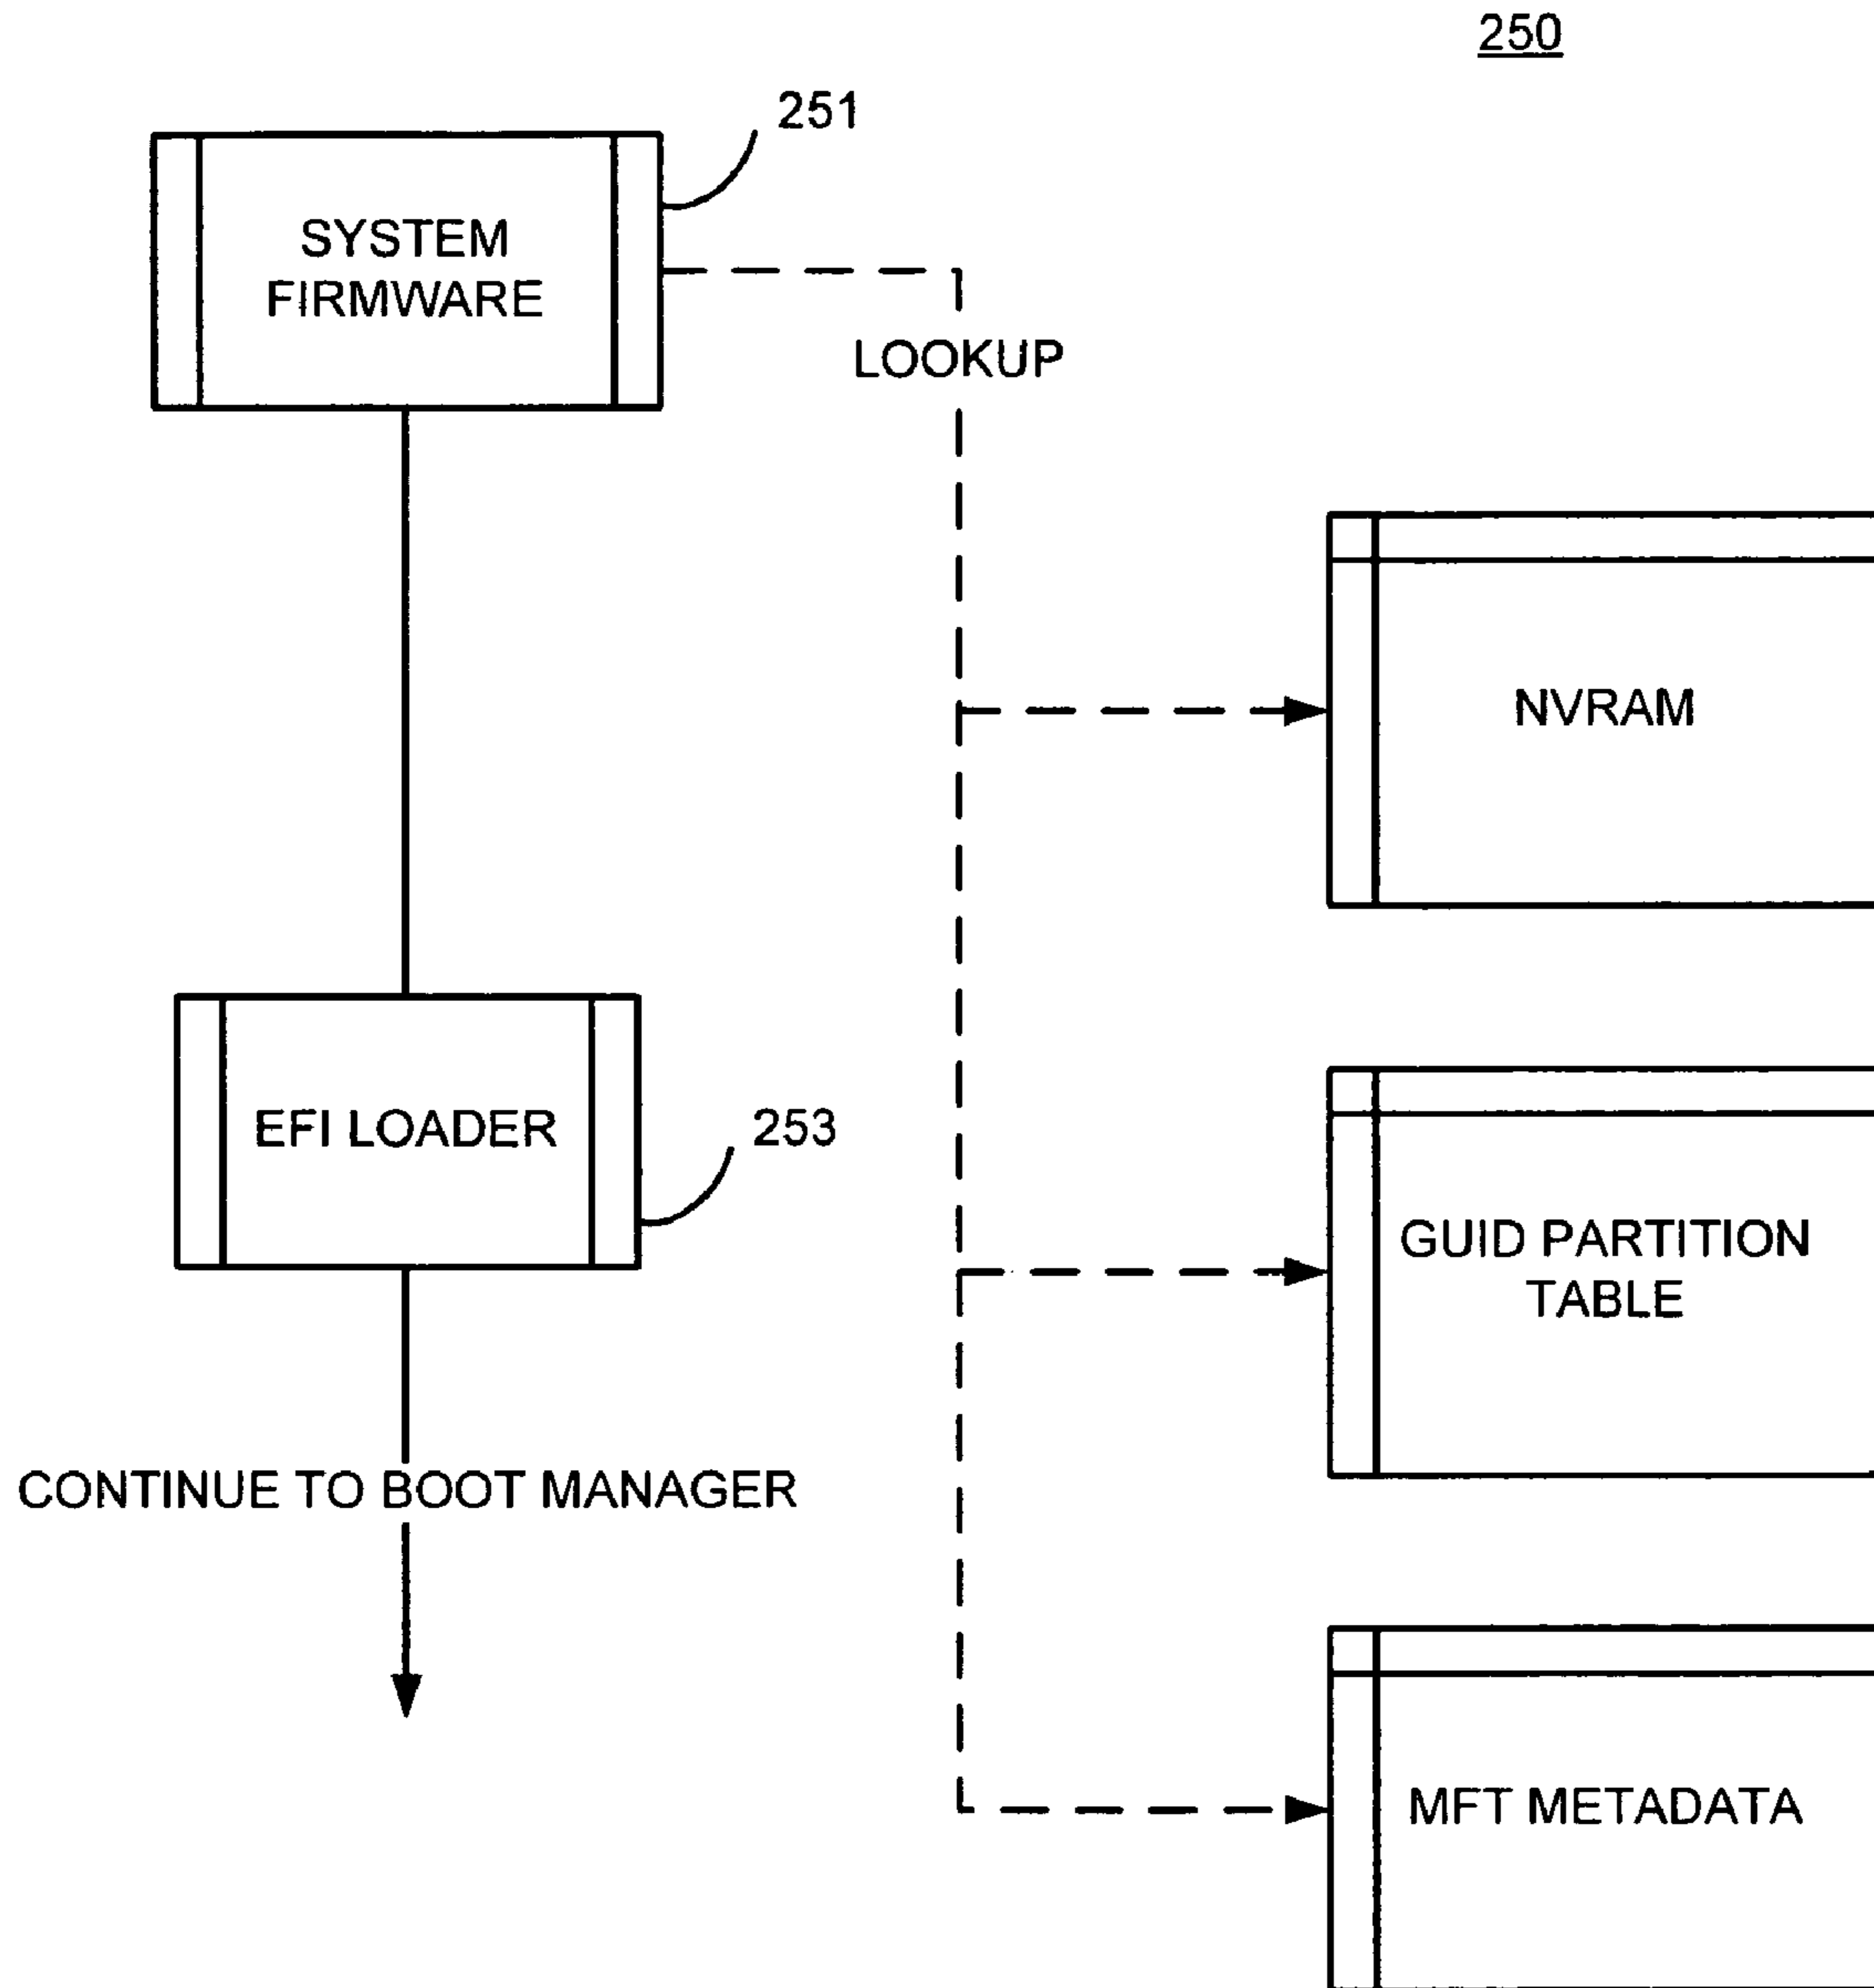 250
251
SYSTEM
FIRMWARE
LOOKUP
NVRAM
EFI LOADER
253
GUID PARTITION
TABLE
CONTINUE TO BOOT MANAGER
MFT METADATA